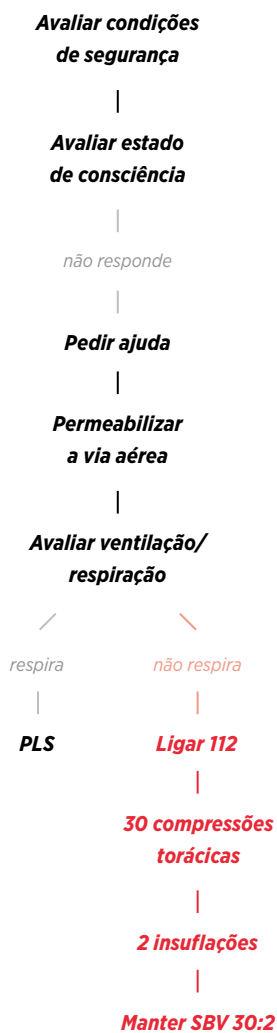 Avaliar condições
de segurança
Avaliar estado
de consciência
não responde
Pedir ajuda
Permeabilizar
a via aérea
Avaliar ventilação/
respiração
respira
não respira
PLS
Ligar 112
30 compressões
torácicas
2 insuflações
Manter SBV 30:2